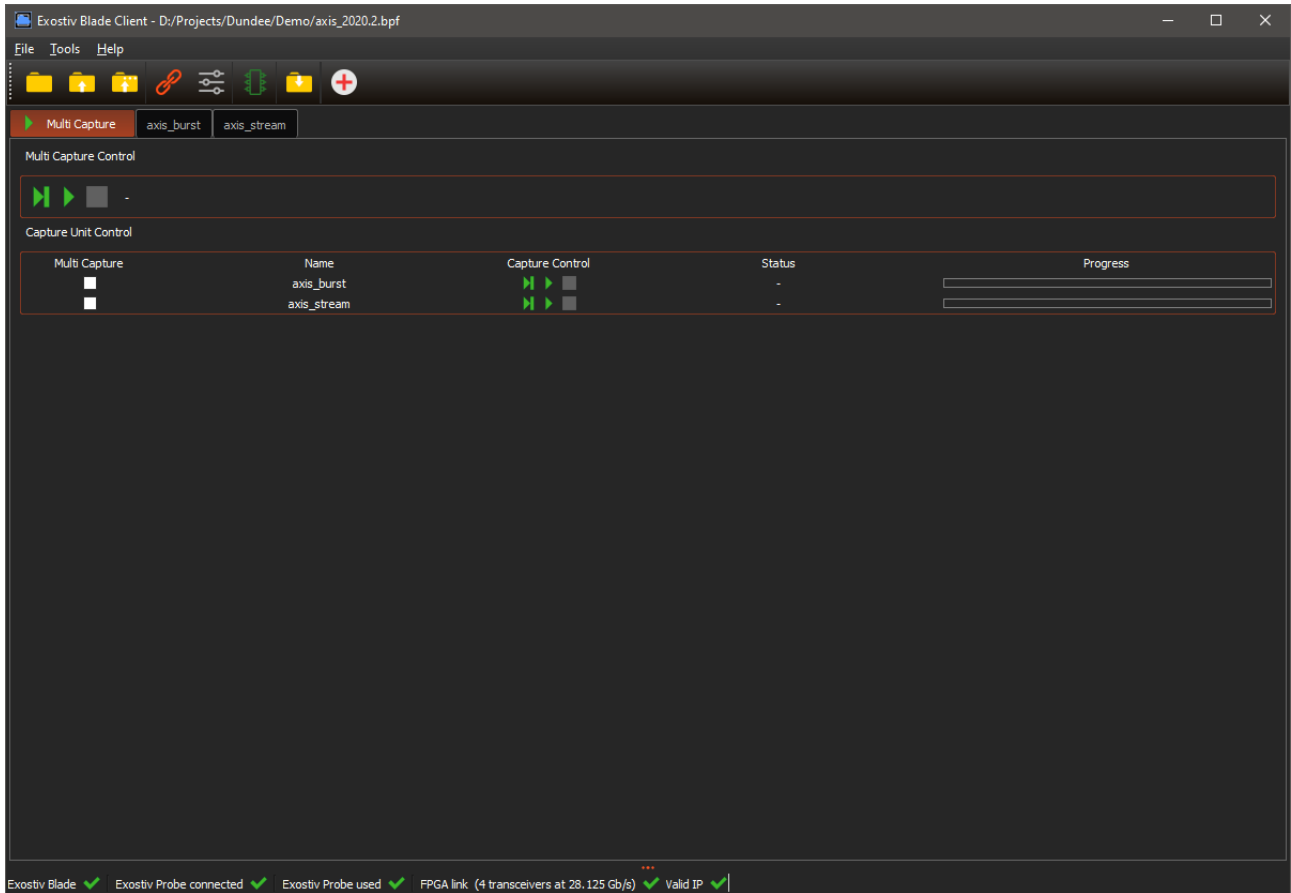 Exostiv Blade Client - D:/Projects/Dundee/Demo/axis_2020.2.bpf
File Tools Help
Multi Capture axis_burst axis_stream
Multi Capture Control
-
Capture Unit Control
Multi Capture Name Capture Control Status Progress
axis_burst -
axis_stream -
Exostiv Blade Exostiv Probe connected Exostiv Probe used FPGA link (4 transceivers at 28.125 Gb/s) Valid IP